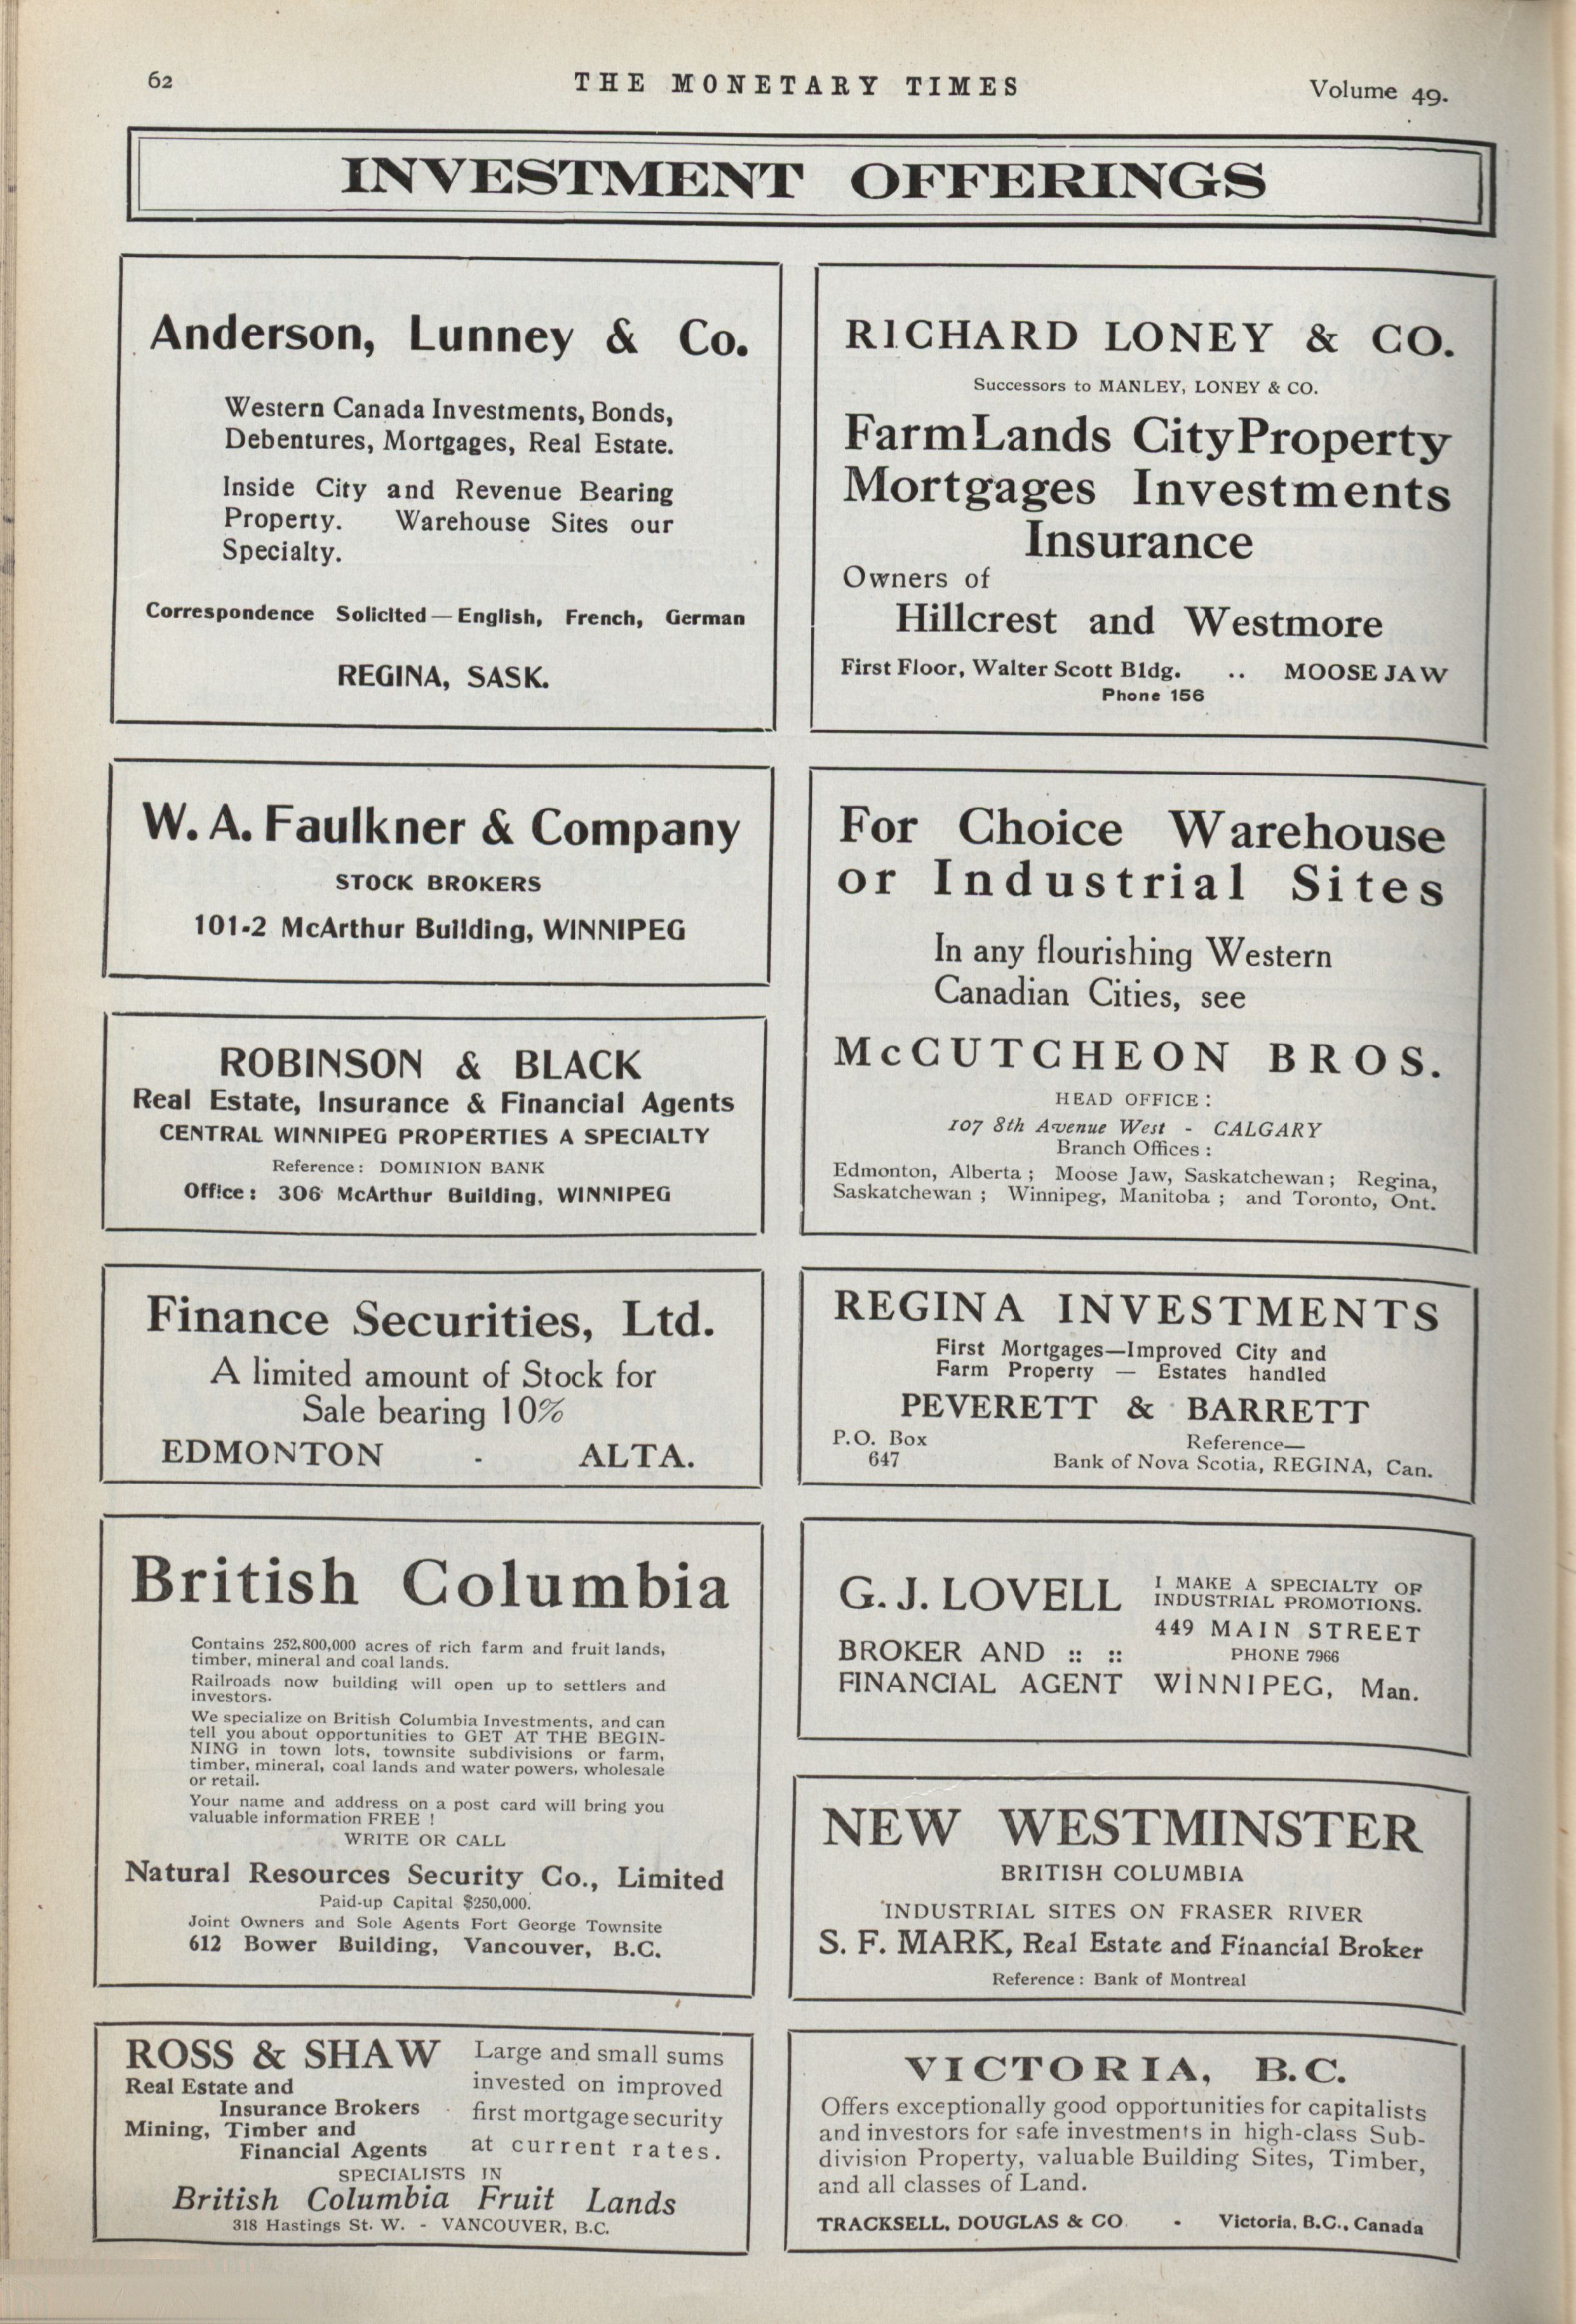 62
THE MONETARY TIMES
Volume 49.
INVESTMENT OFFERINGS
Anderson, Lunney & Co.
Western Canada Investments, Bonds,
Debentures, Mortgages, Real Estate.
Inside City and Revenue Bearing
Property. Warehouse Sites our
Specialty.
Correspondence Solicited — English, French, German
REGINA, SASK.
W. A. Faulkner & Company
STOCK BROKERS
101-2 McArthur Building, WINNIPEG
ROBINSON & BLACK
Real Estate, Insurance & Financial Agents
CENTRAL WINNIPEG PROPERTIES A SPECIALTY
Reference: DOMINION BANK
Office: 306 McArthur Building, WINNIPEG
Finance Securities, Ltd.
A limited amount of Stock for
Sale bearing 10%
EDMONTON - ALTA.
British Columbia
Contains 252,800,000 acres of rich farm and fruit lands,
timber, mineral and coal lands.
Railroads now building will open up to settlers and
investors.
We specialize on British Columbia Investments, and can
tell you about opportunities to GET AT THE BEGIN-
NING in town lots, townsite subdivisions or farm,
timber, mineral, coal lands and water powers, wholesale
or retail.
Your name and address on a post card will bring you
valuable information FREE !
WRITE OR CALL
Natural Resources Security Co., Limited
Paid-up Capital $250,000.
Joint Owners and Sole Agents Fort George Townsite
612 Bower Building, Vancouver, B.C.
ROSS & SHAW
Real Estate and
Insurance Brokers
Mining, Timber and
Financial Agents
Large and small sums
invested on improved
first mortgage security
at current rates.
SPECIALISTS IN
British Columbia Fruit Lands
318 Hastings St. W. - VANCOUVER, B.C.
RICHARD LONEY & CO.
Successors to MANLEY, LONEY & CO.
Farm Lands City Property
Mortgages Investments
Insurance
Owners of
Hillcrest and Westmore
First Floor, Walter Scott Bldg. .. MOOSE JAW
Phone 156
For Choice Warehouse
or Industrial Sites
In any flourishing Western
Canadian Cities, see
McCUTCHEON BROS.
HEAD OFFICE :
107 8th Avenue West - CALGARY
Branch Offices :
Edmonton, Alberta ; Moose Jaw, Saskatchewan ; Regina,
Saskatchewan ; Winnipeg, Manitoba ; and Toronto, Ont.
REGINA INVESTMENTS
First Mortgages—Improved City and
Farm Property — Estates handled
PEVERETT & BARRETT
P.O. Box
647
Reference—
Bank of Nova Scotia, REGINA, Can.
G. J. LOVELL
BROKER AND :: ::
FINANCIAL AGENT
I MAKE A SPECIALTY OF
INDUSTRIAL PROMOTIONS.
449 MAIN STREET
PHONE 7966
WINNIPEG, Man.
NEW WESTMINSTER
BRITISH COLUMBIA
INDUSTRIAL SITES ON FRASER RIVER
S. F. MARK, Real Estate and Financial Broker
Reference : Bank of Montreal
VICTORIA, B.C.
Offers exceptionally good opportunities for capitalists
and investors for safe investments in high-class Sub-
division Property, valuable Building Sites, Timber,
and all classes of Land.
TRACKSELL, DOUGLAS & CO. - Victoria, B.C., Canada